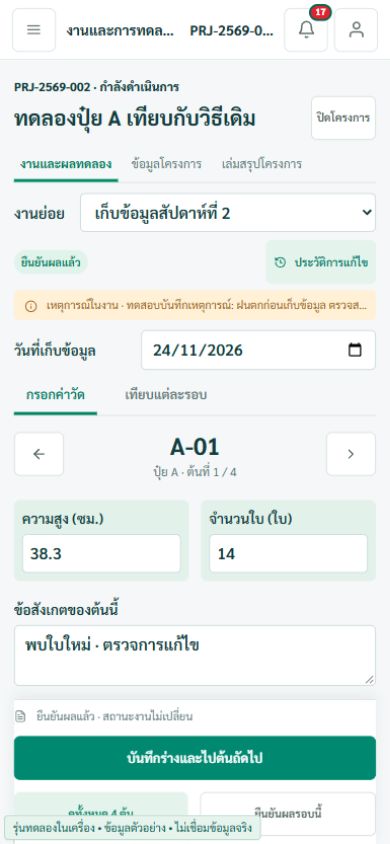 งานและการทดล...
PRJ-2569-0...
17
PRJ-2569-002 · กำลังดำเนินการ
ทดลองปุ๋ย A เทียบกับวิธีเดิม
ปิดโครงการ
งานและผลทดลอง
ข้อมูลโครงการ
เล่มสรุปโครงการ
งานย่อย
เก็บข้อมูลสัปดาห์ที่ 2
ยืนยันผลแล้ว
ประวัติการแก้ไข
เหตุการณ์ในงาน · ทดสอบบันทึกเหตุการณ์: ฝนตกก่อนเก็บข้อมูล ตรวจส...
วันที่เก็บข้อมูล
24/11/2026
กรอกค่าวัด
เทียบแต่ละรอบ
A-01
ปุ๋ย A · ต้นที่ 1 / 4
ความสูง (ซม.)
จำนวนใบ (ใบ)
38.3
14
ข้อสังเกตของต้นนี้
พบใบใหม่ · ตรวจการแก้ไข
ยืนยันผลแล้ว · สถานะงานไม่เปลี่ยน
บันทึกร่างและไปต้นถัดไป
ยืนยันผลรอบนี้
รุ่นทดลองในเครื่อง • ข้อมูลตัวอย่าง • ไม่เชื่อมข้อมูลจริง